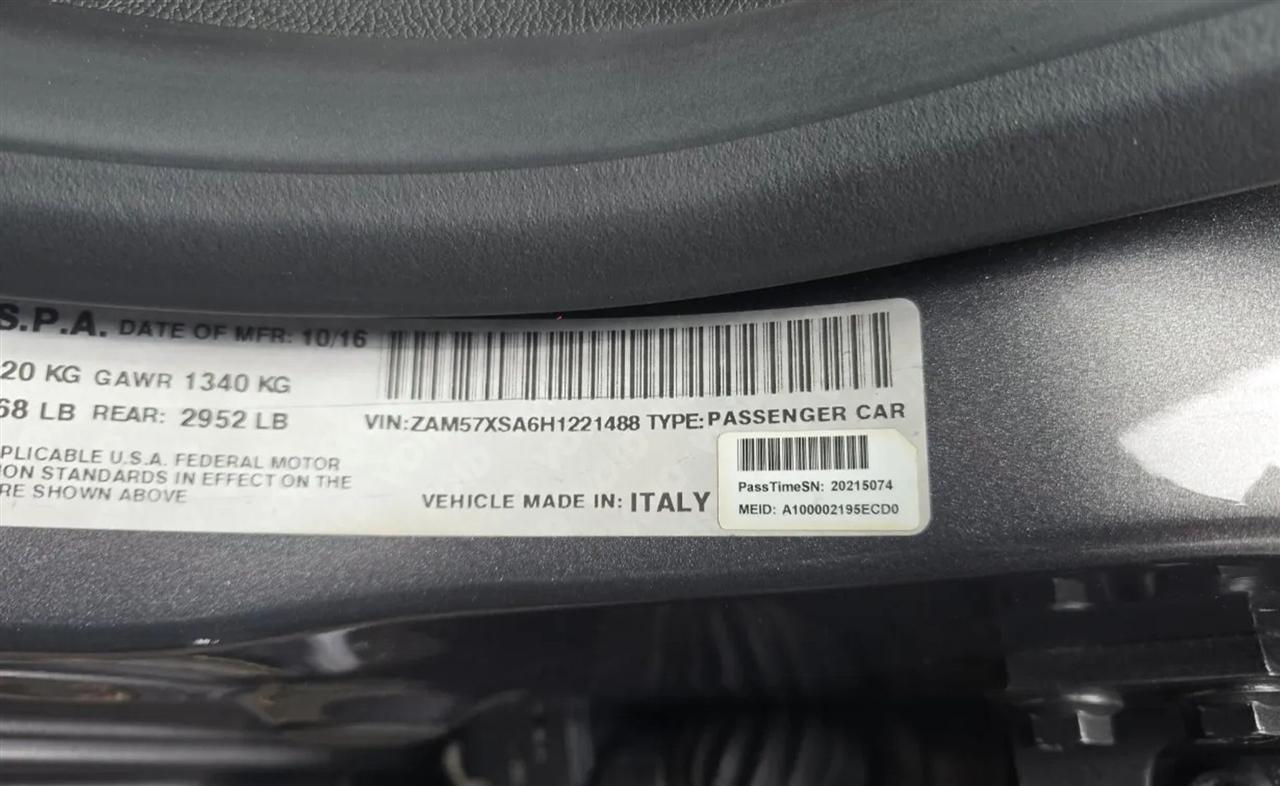 S.P.A. DATE OF MFR: 10/16
20 KG GAWR 1340 KG
68 LB REAR: 2952 LB
VIN:ZAM57XSA6H1221488 TYPE:PASSENGER CAR
PLICABLE U.S.A. FEDERAL MOTOR
ION STANDARDS IN EFFECT ON THE
RE SHOWN ABOVE
VEHICLE MADE IN: ITALY
PassTimeSN: 20215074
MEID: A100002195ECD0